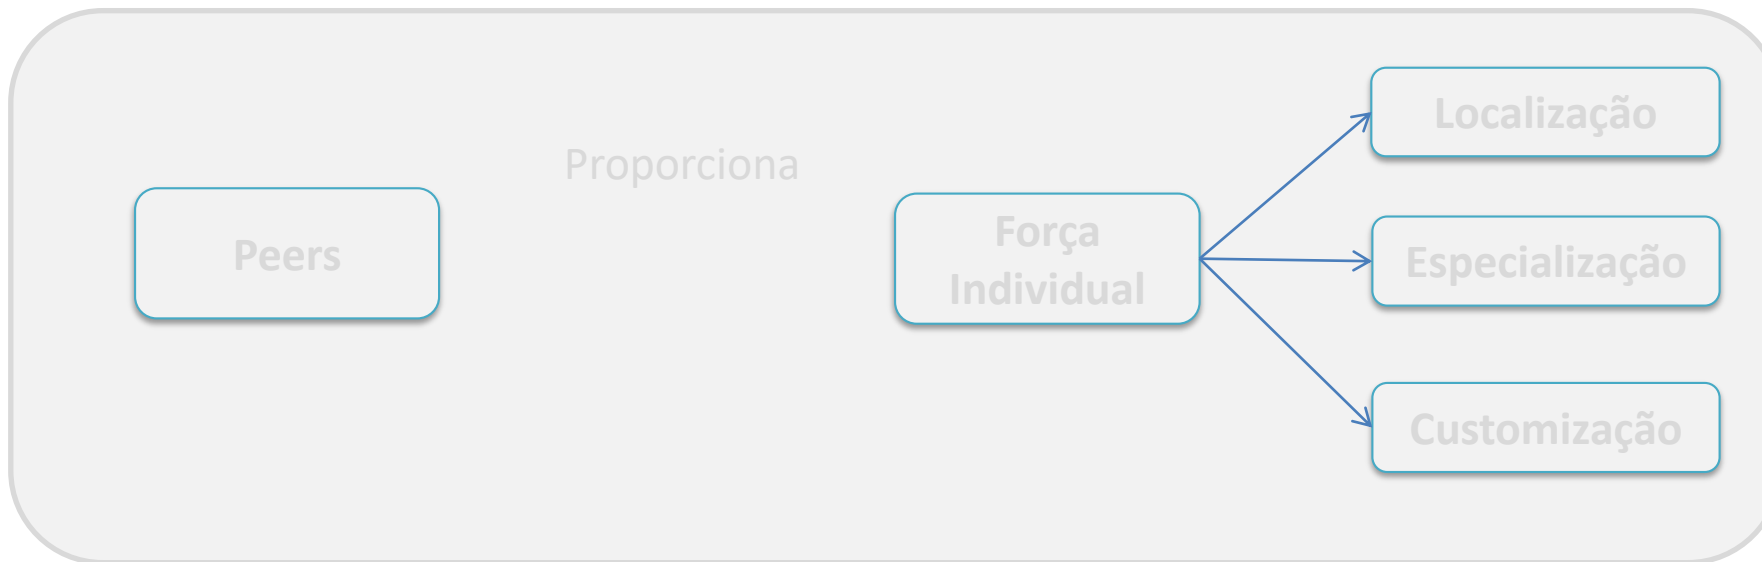 Localização
Proporciona
Peers
Força
Individual
Especialização
Customização